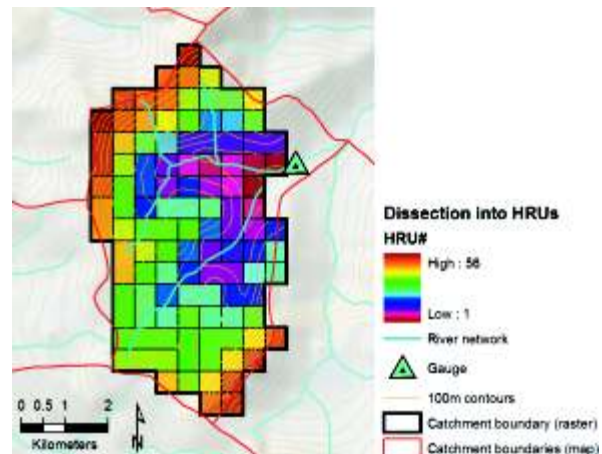 Dissection into HRUs
HRU#
High : 56
Low : 1
River network
Gauge
100m contours
Catchment boundary (raster)
Catchment boundaries (map)
0 0.5 1 2
Kilometers
N